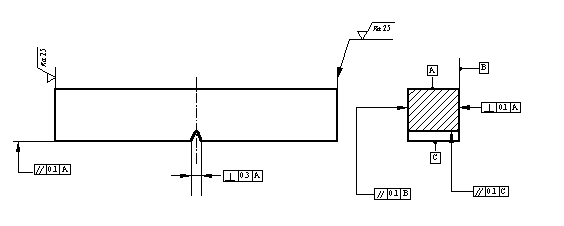 Ra 25
Ra 25
A
B
⊥ 0.1 A
C
// 0.1 A
⊥ 0.3 A
// 0.1 B
// 0.1 C